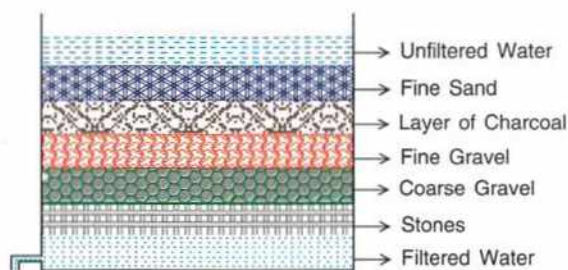 Unfiltered Water
Fine Sand
Layer of Charcoal
Fine Gravel
Coarse Gravel
Stones
Filtered Water